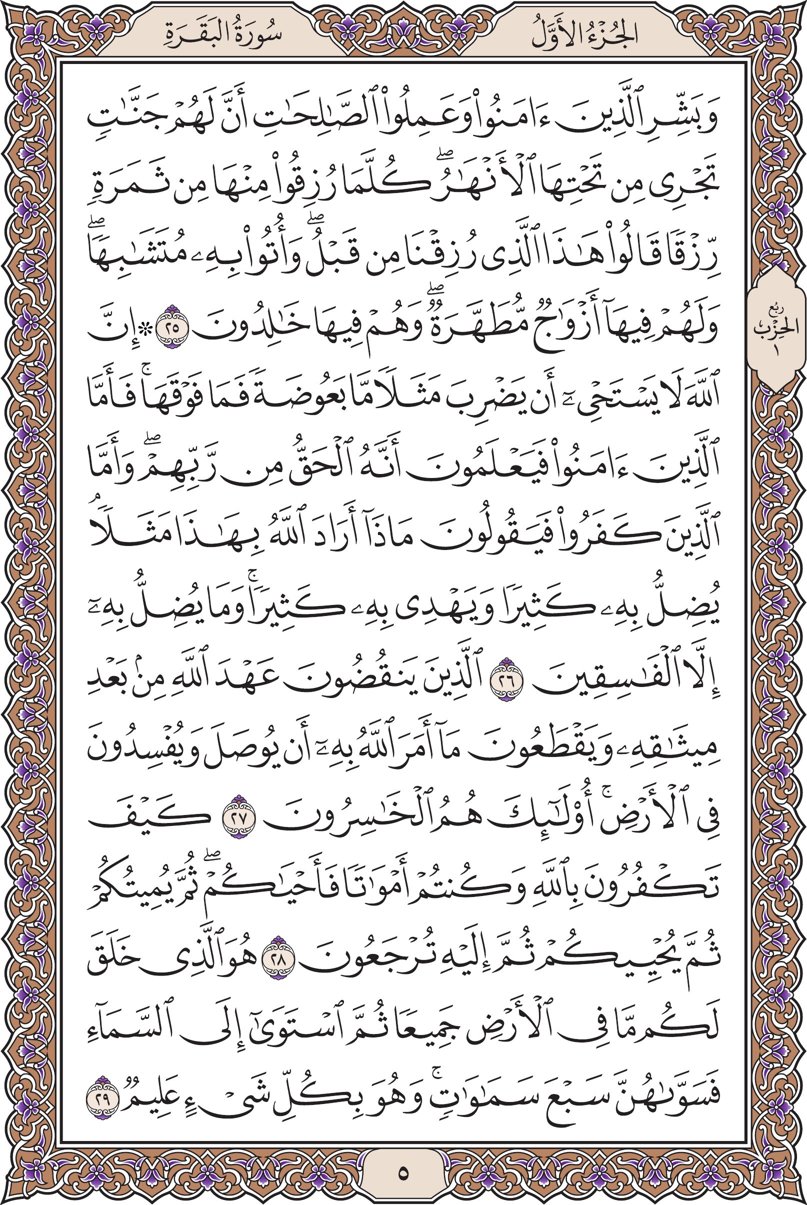 الجُزْءُ الأَوَّلُ
سُورَةُ البَقَرَةِ
وَبَشِّرِ ٱلَّذِينَ ءَامَنُوا۟ وَعَمِلُوا۟ ٱلصَّـٰلِحَـٰتِ أَنَّ لَهُمْ جَنَّـٰتٍ
تَجْرِى مِن تَحْتِهَا ٱلْأَنْهَـٰرُ ۖ كُلَّمَا رُزِقُوا۟ مِنْهَا مِن ثَمَرَةٍ
رِّزْقًا قَالُوا۟ هَـٰذَا ٱلَّذِى رُزِقْنَا مِن قَبْلُ ۖ وَأُتُوا۟ بِهِۦ مُتَشَـٰبِهًا ۖ
وَلَهُمْ فِيهَآ أَزْوَٰجٌ مُّطَهَّرَةٌ ۖ وَهُمْ فِيهَا خَـٰلِدُونَ ٢٥ ۞ إِنَّ
ٱللَّهَ لَا يَسْتَحْىِۦٓ أَن يَضْرِبَ مَثَلًا مَّا بَعُوضَةً فَمَا فَوْقَهَا ۚ فَأَمَّا
ٱلَّذِينَ ءَامَنُوا۟ فَيَعْلَمُونَ أَنَّهُ ٱلْحَقُّ مِن رَّبِّهِمْ ۖ وَأَمَّا
ٱلَّذِينَ كَفَرُوا۟ فَيَقُولُونَ مَاذَآ أَرَادَ ٱللَّهُ بِهَـٰذَا مَثَلًا ۘ
يُضِلُّ بِهِۦ كَثِيرًا وَيَهْدِى بِهِۦ كَثِيرًا ۚ وَمَا يُضِلُّ بِهِۦٓ
إِلَّا ٱلْفَـٰسِقِينَ ٢٦ ٱلَّذِينَ يَنقُضُونَ عَهْدَ ٱللَّهِ مِنۢ بَعْدِ
مِيثَـٰقِهِۦ وَيَقْطَعُونَ مَآ أَمَرَ ٱللَّهُ بِهِۦٓ أَن يُوصَلَ وَيُفْسِدُونَ
فِى ٱلْأَرْضِ ۚ أُو۟لَـٰٓئِكَ هُمُ ٱلْخَـٰسِرُونَ ٢٧ كَيْفَ
تَكْفُرُونَ بِٱللَّهِ وَكُنتُمْ أَمْوَٰتًا فَأَحْيَـٰكُمْ ۖ ثُمَّ يُمِيتُكُمْ
ثُمَّ يُحْيِيكُمْ ثُمَّ إِلَيْهِ تُرْجَعُونَ ٢٨ هُوَ ٱلَّذِى خَلَقَ
لَكُم مَّا فِى ٱلْأَرْضِ جَمِيعًا ثُمَّ ٱسْتَوَىٰٓ إِلَى ٱلسَّمَآءِ
فَسَوَّىٰهُنَّ سَبْعَ سَمَـٰوَٰتٍ ۚ وَهُوَ بِكُلِّ شَىْءٍ عَلِيمٌ ٢٩
رُبُع
الحِزْب
١
٥